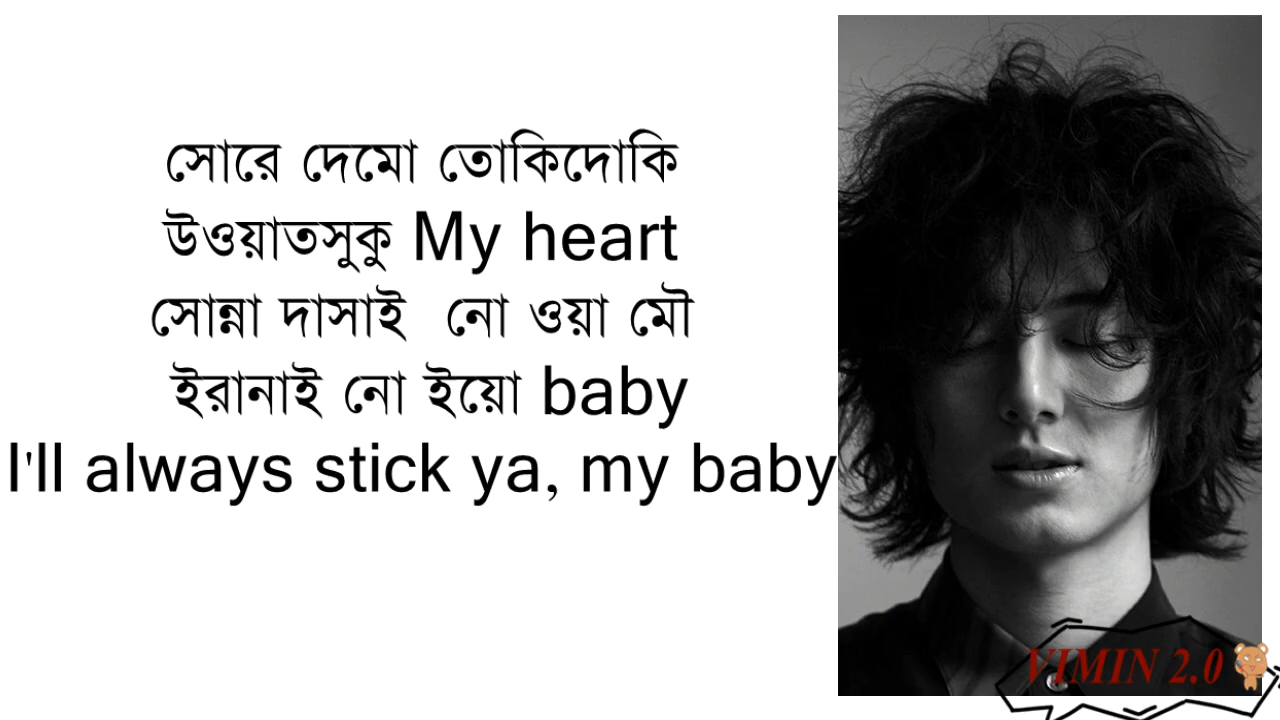 সোরে দেমো তোকিদোকি
উওয়াতসুকু My heart
সোন্না দাসাই নো ওয়া মৌ
ইরানাই নো ইয়ো baby
I'll always stick ya, my baby
VIMIN 2.0